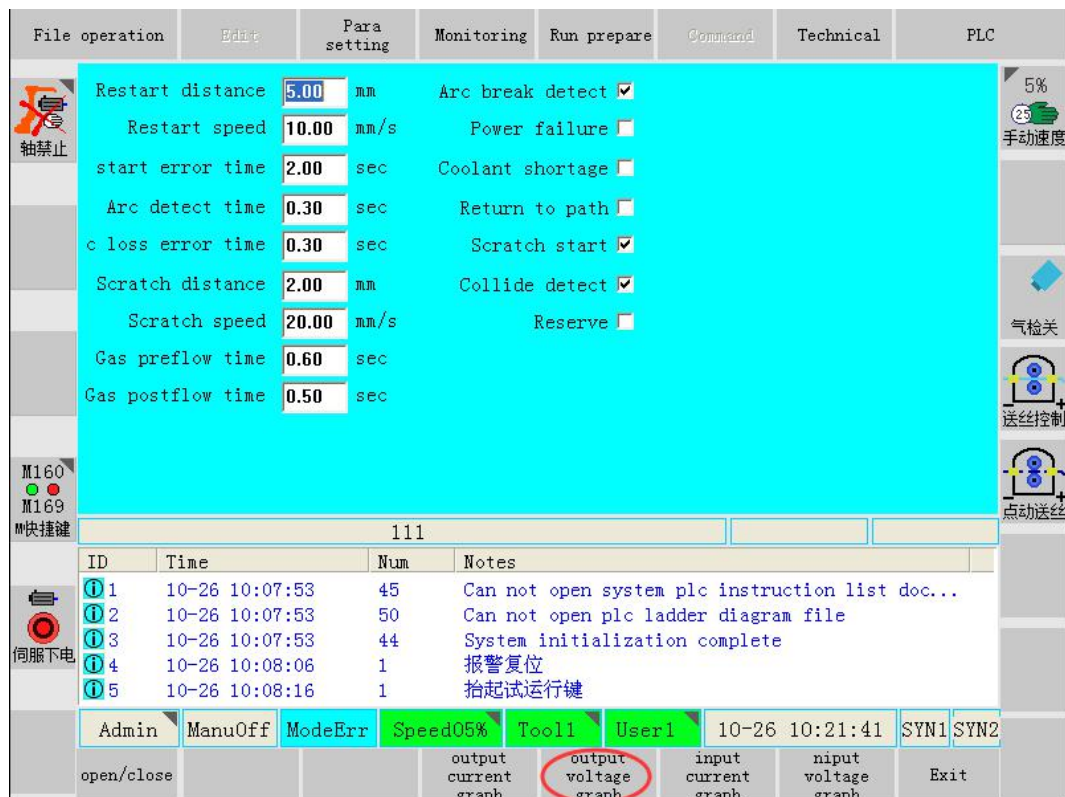 File operation
Edit
Para
setting
Monitoring
Run prepare
Command
Technical
PLC
轴禁止
M160
M169
M快捷键
伺服下电
Restart distance 5.00 mm
Restart speed 10.00 mm/s
start error time 2.00 sec
Arc detect time 0.30 sec
c loss error time 0.30 sec
Scratch distance 2.00 mm
Scratch speed 20.00 mm/s
Gas preflow time 0.60 sec
Gas postflow time 0.50 sec
Arc break detect
Power failure
Coolant shortage
Return to path
Scratch start
Collide detect
Reserve
5%
25
手动速度
气检关
- +
送丝控制
- +
点动送丝
111
ID Time Num Notes
1 10-26 10:07:53 45 Can not open system plc instruction list doc...
2 10-26 10:07:53 50 Can not open plc ladder diagram file
3 10-26 10:07:53 44 System initialization complete
4 10-26 10:08:06 1 报警复位
5 10-26 10:08:16 1 抬起试运行键
Admin ManuOff ModeErr Speed05% Tool1 User1 10-26 10:21:41 SYN1 SYN2
open/close
output
current
graph
output
voltage
graph
input
current
graph
niput
voltage
graph
Exit